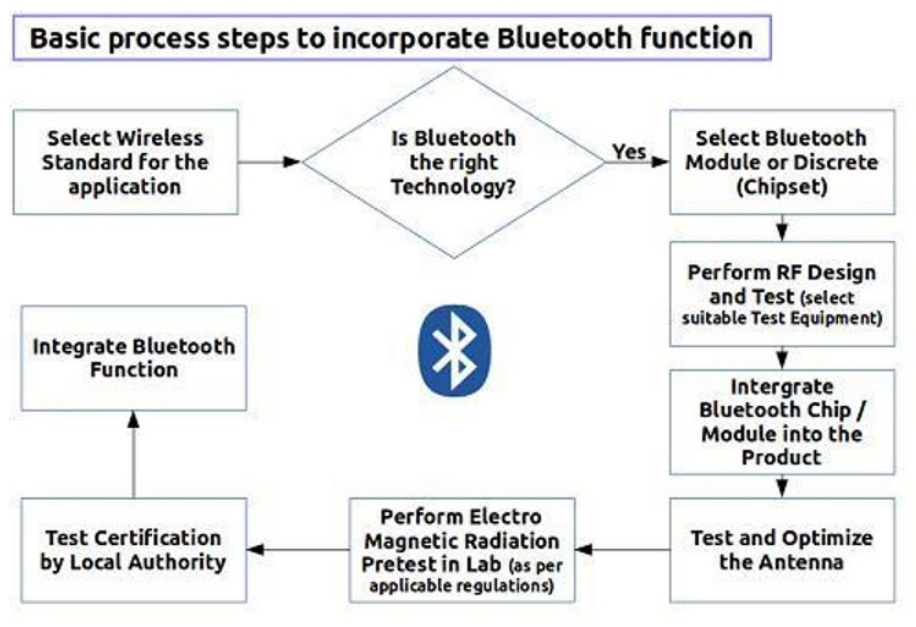 Basic process steps to incorporate Bluetooth function
Select Wireless
Standard for the
application
Is Bluetooth
the right
Technology?
Yes
Select Bluetooth
Module or Discrete
(Chipset)
Perform RF Design
and Test (select
suitable Test Equipment)
Intergrate
Bluetooth Chip /
Module into the
Product
Test and Optimize
the Antenna
Perform Electro
Magnetic Radiation
Pretest in Lab (as per
applicable regulations)
Test Certification
by Local Authority
Integrate Bluetooth
Function